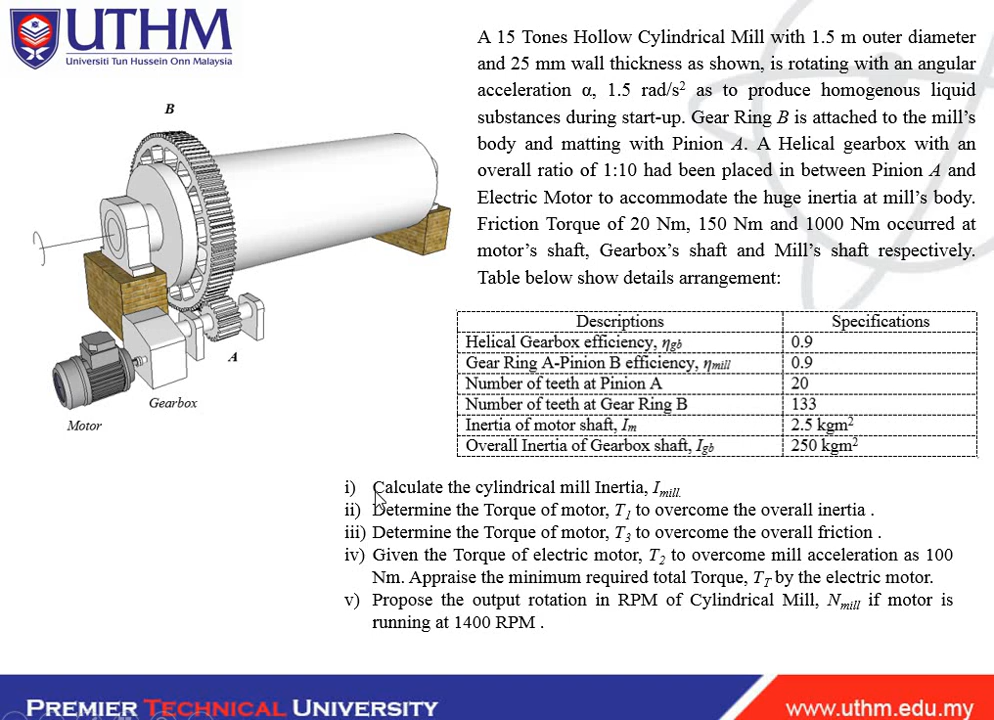 UTHM
Universiti Tun Hussein Onn Malaysia
A 15 Tones Hollow Cylindrical Mill with 1.5 m outer diameter
and 25 mm wall thickness as shown, is rotating with an angular
acceleration α, 1.5 rad/s² as to produce homogenous liquid
substances during start-up. Gear Ring B is attached to the mill's
body and matting with Pinion A. A Helical gearbox with an
overall ratio of 1:10 had been placed in between Pinion A and
Electric Motor to accommodate the huge inertia at mill's body.
Friction Torque of 20 Nm, 150 Nm and 1000 Nm occurred at
motor's shaft, Gearbox's shaft and Mill's shaft respectively.
Table below show details arrangement:
B
A
Gearbox
Motor
Descriptions Specifications
Helical Gearbox efficiency, ηgb 0.9
Gear Ring A-Pinion B efficiency, ηmill 0.9
Number of teeth at Pinion A 20
Number of teeth at Gear Ring B 133
Inertia of motor shaft, Im 2.5 kgm²
Overall Inertia of Gearbox shaft, Igb 250 kgm²
i) Calculate the cylindrical mill Inertia, Imill.
ii) Determine the Torque of motor, T1 to overcome the overall inertia .
iii) Determine the Torque of motor, T3 to overcome the overall friction .
iv) Given the Torque of electric motor, T2 to overcome mill acceleration as 100
Nm. Appraise the minimum required total Torque, TT by the electric motor.
v) Propose the output rotation in RPM of Cylindrical Mill, Nmill if motor is
running at 1400 RPM .
PREMIER TECHNICAL UNIVERSITY
www.uthm.edu.my